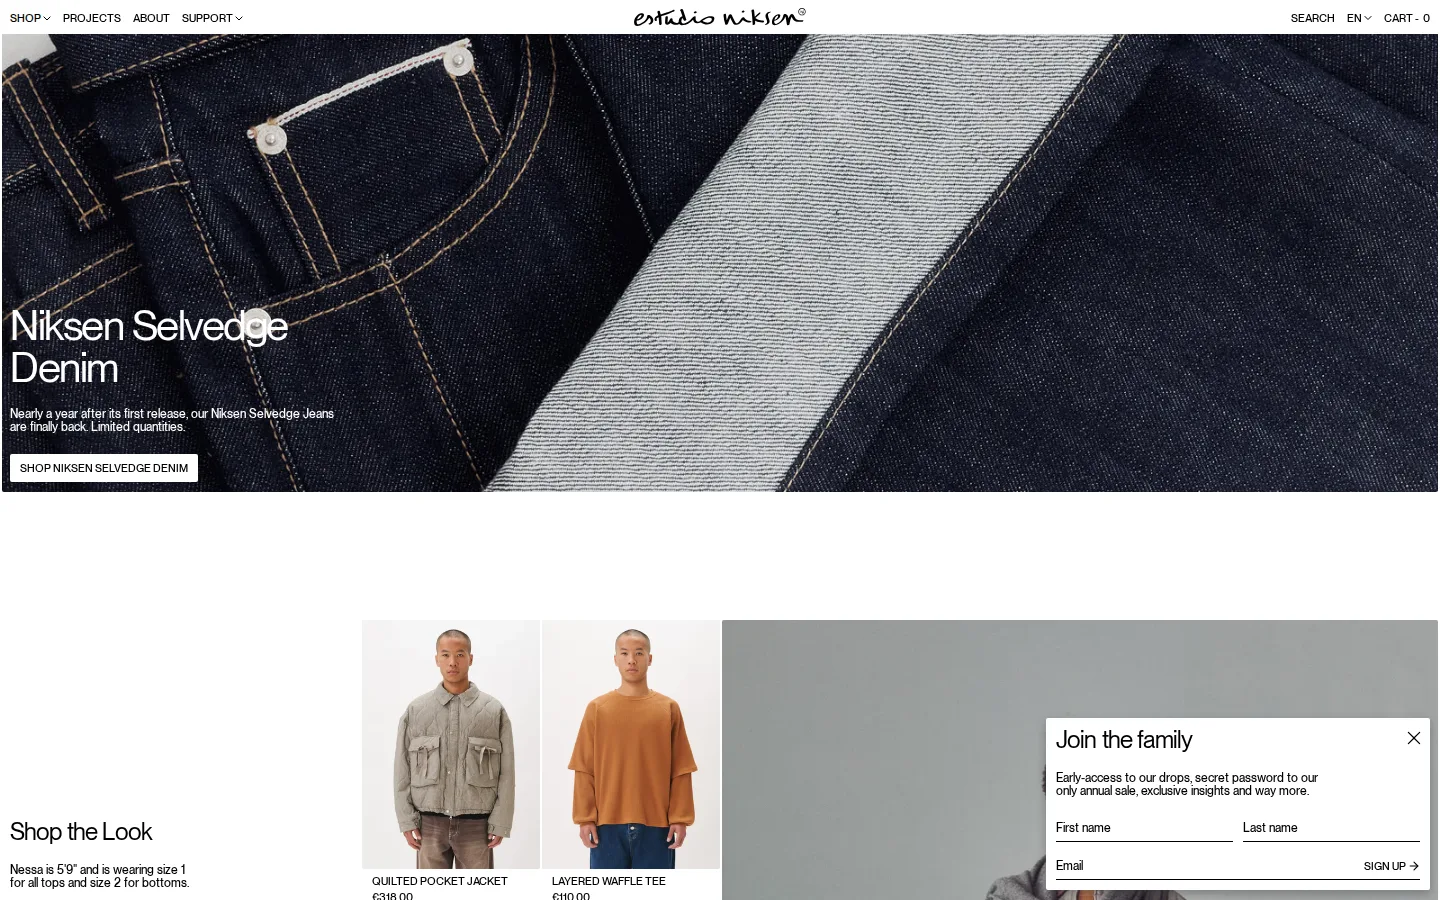 SHOP PROJECTS ABOUT SUPPORT
estudio niksen
SEARCH EN CART - 0
Niksen Selvedge
Denim
Nearly a year after its first release, our Niksen Selvedge Jeans
are finally back. Limited quantities.
SHOP NIKSEN SELVEDGE DENIM
Shop the Look
Nessa is 5'9" and is wearing size 1
for all tops and size 2 for bottoms.
QUILTED POCKET JACKET
€318.00
LAYERED WAFFLE TEE
€110.00
Join the family
Early-access to our drops, secret password to our
only annual sale, exclusive insights and way more.
First name
Last name
Email
SIGN UP